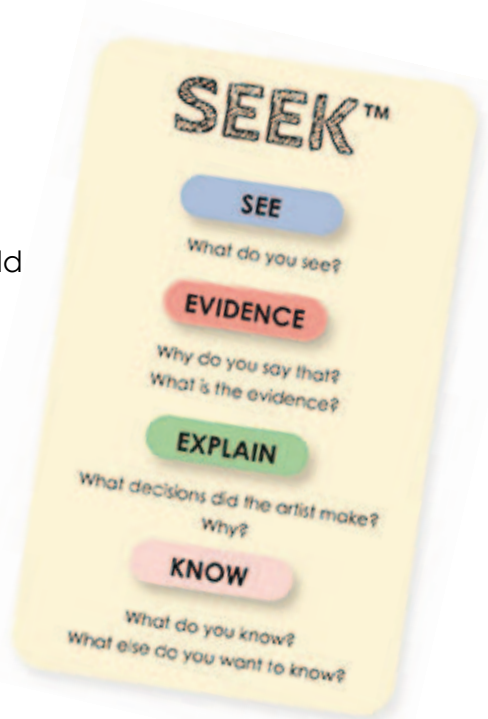 ld
SEEK™
SEE
What do you see?
EVIDENCE
Why do you say that?
What is the evidence?
EXPLAIN
What decisions did the artist make?
Why?
KNOW
What do you know?
What else do you want to know?